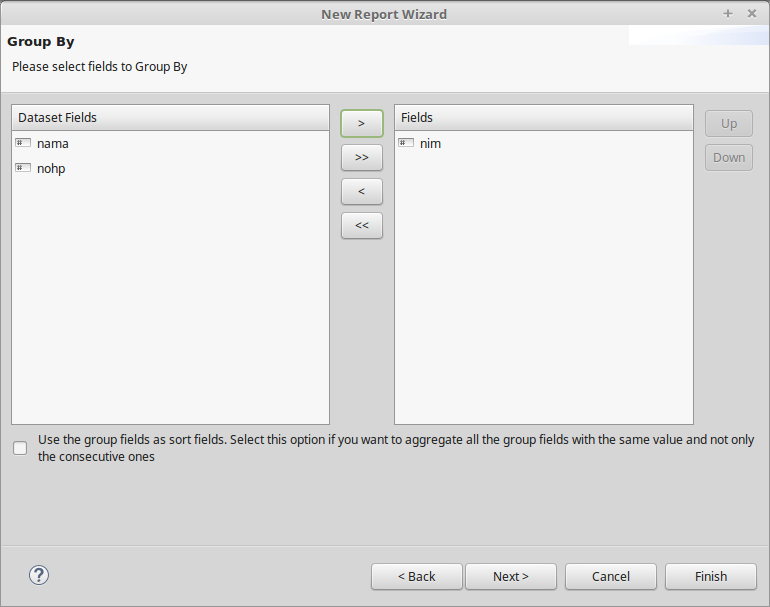 New Report Wizard
+ ×
Group By
Please select fields to Group By
Dataset Fields
nama
nohp
>
>>
<
<<
Fields
nim
Up
Down
Use the group fields as sort fields. Select this option if you want to aggregate all the group fields with the same value and not only
the consecutive ones
?
< Back
Next >
Cancel
Finish